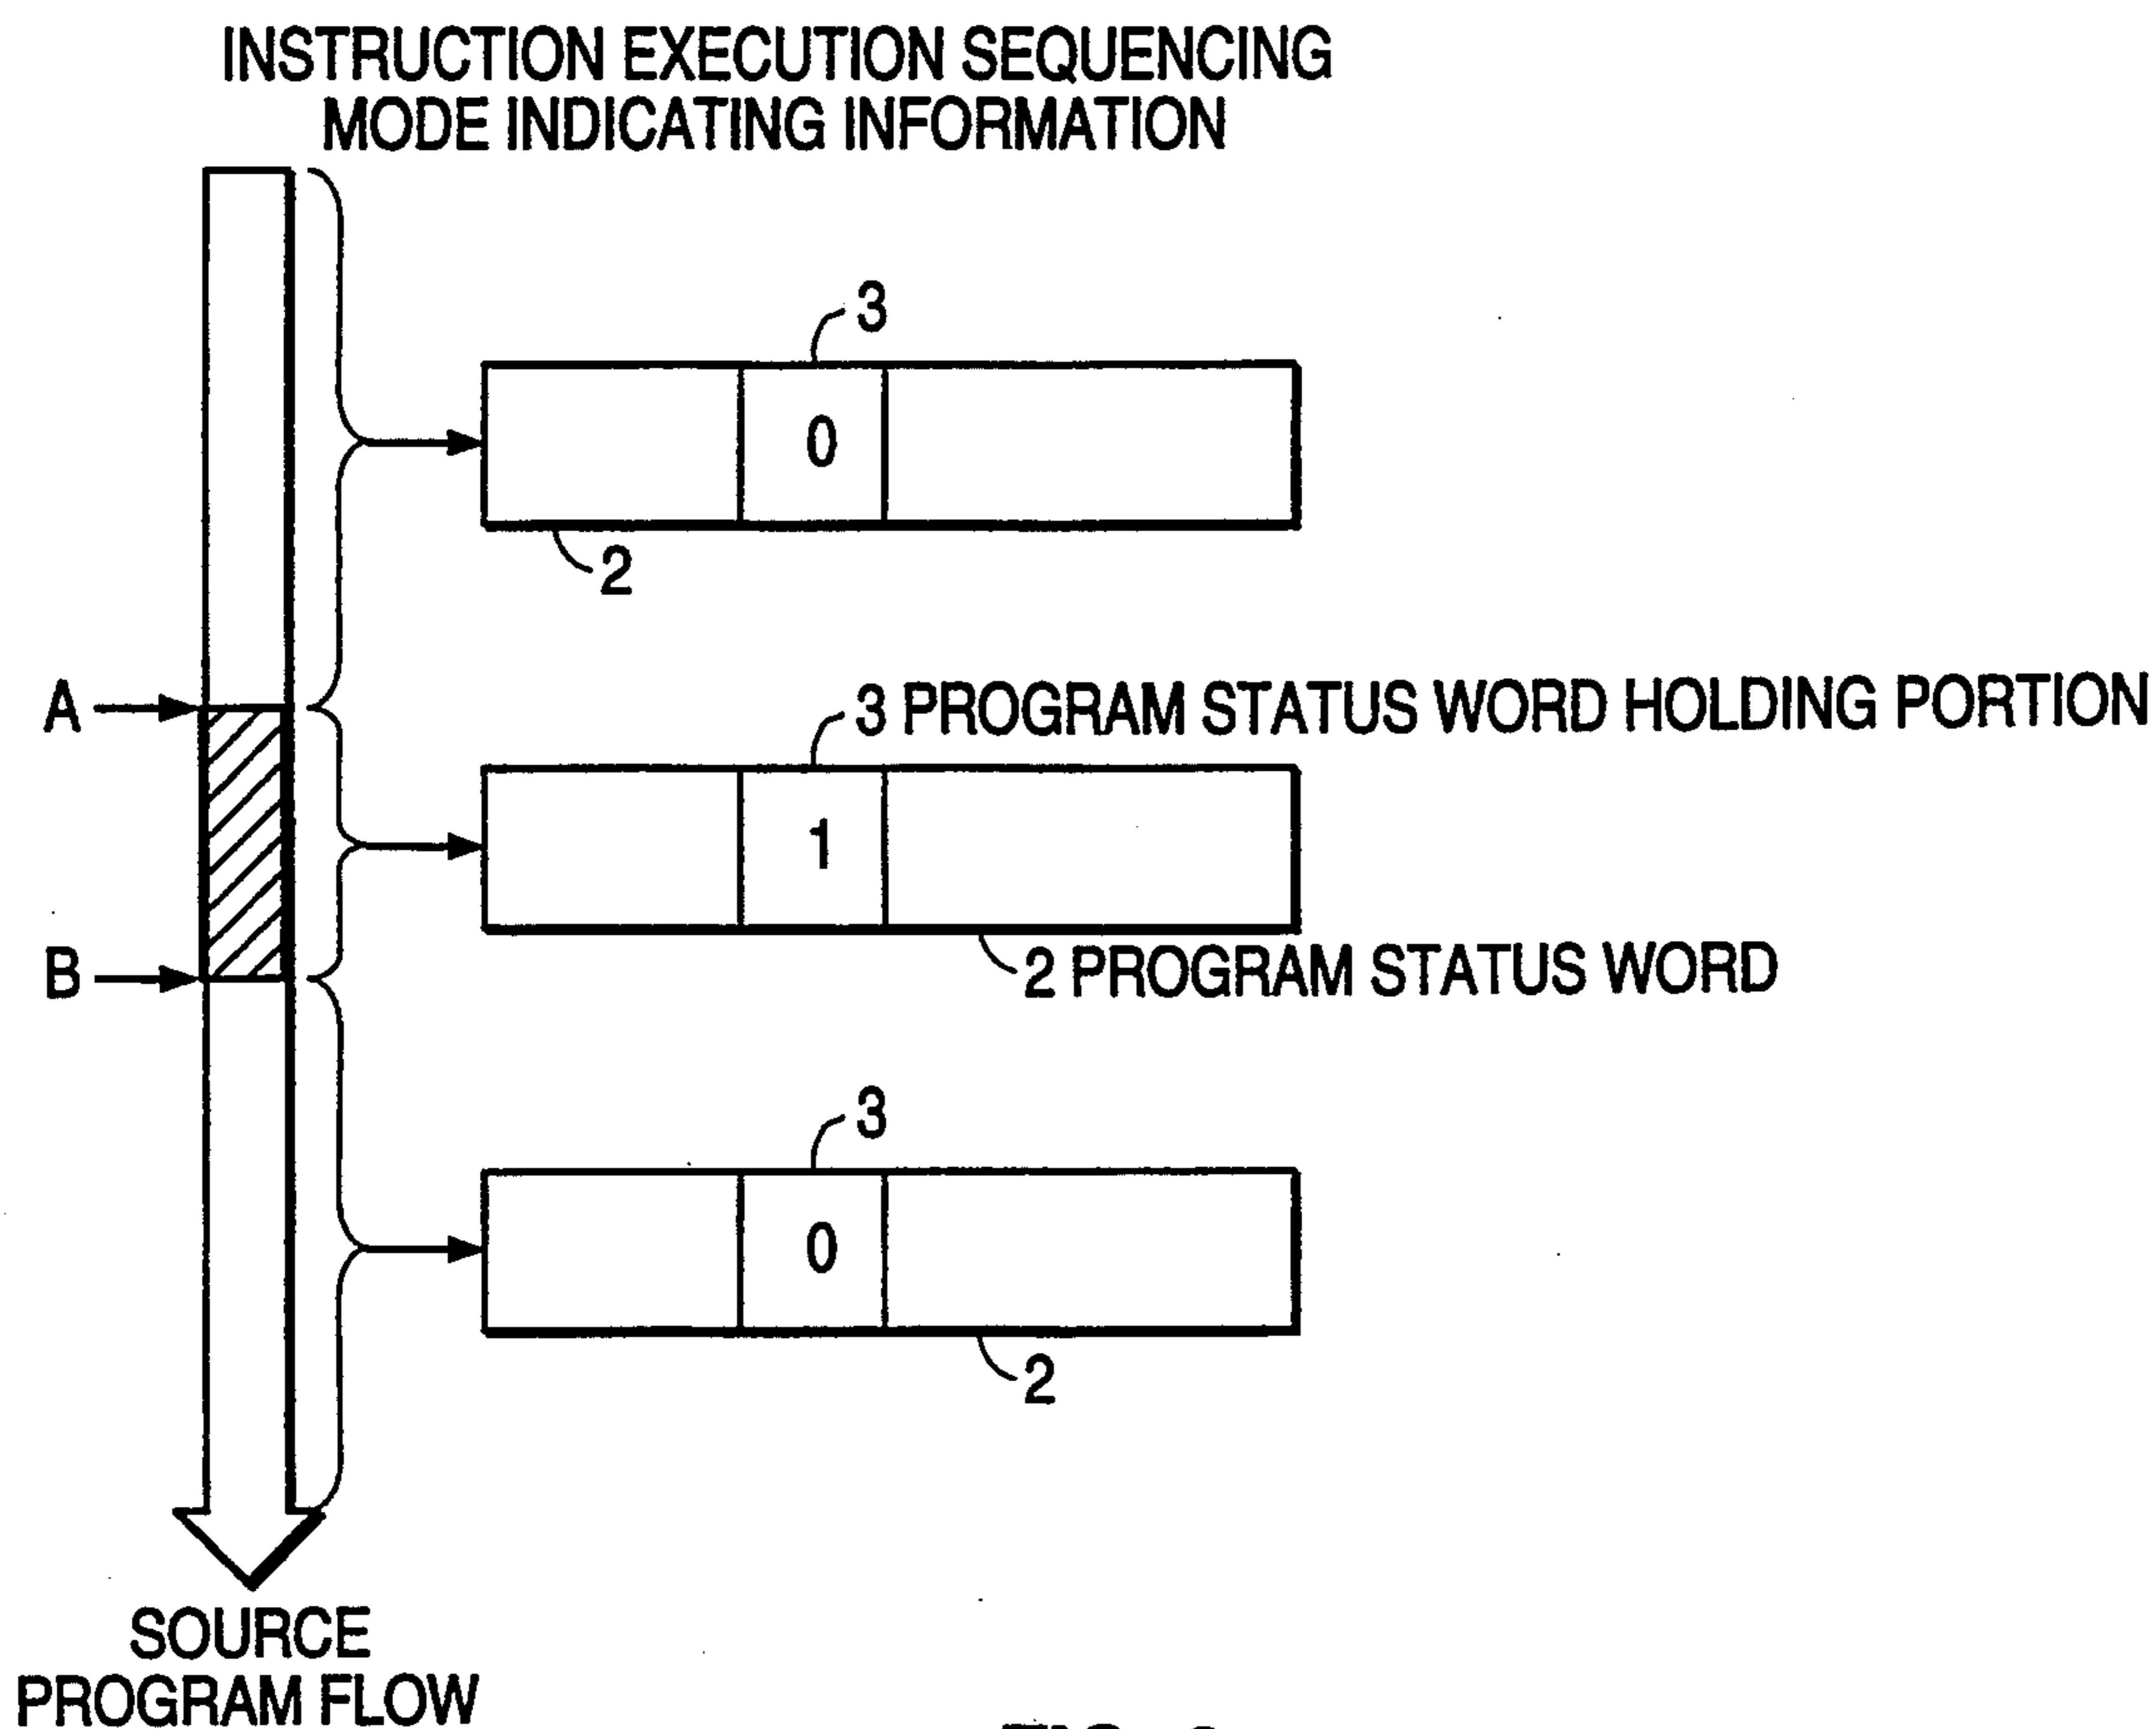 INSTRUCTION EXECUTION SEQUENCING
MODE INDICATING INFORMATION
3
0
2
A
3 PROGRAM STATUS WORD HOLDING PORTION
1
B
2 PROGRAM STATUS WORD
3
0
2
SOURCE
PROGRAM FLOW